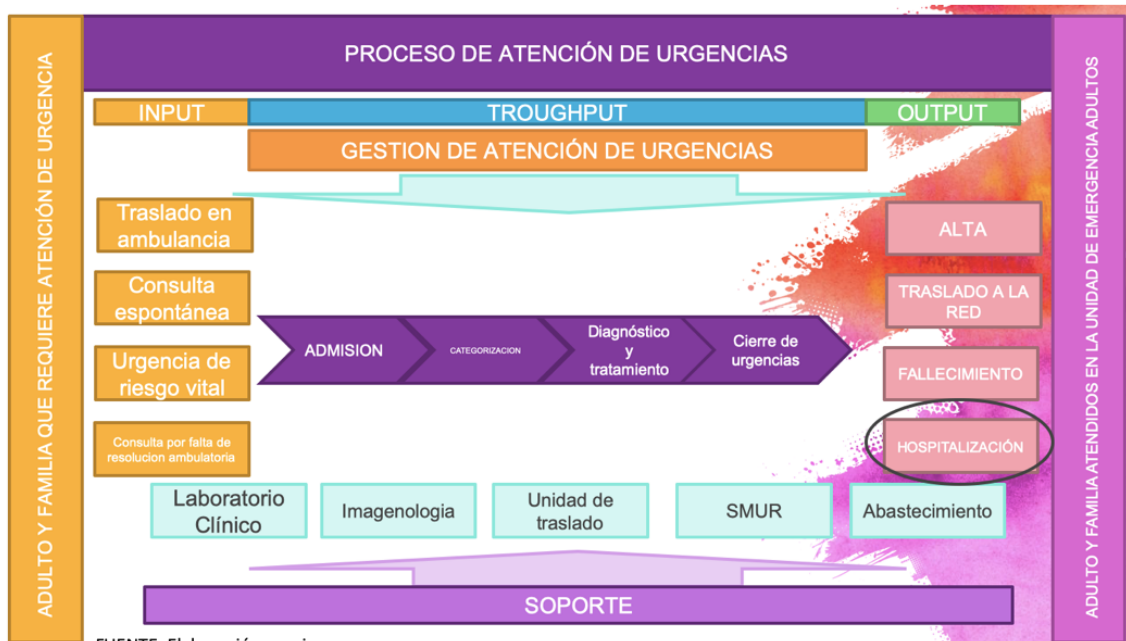 ADULTO Y FAMILIA QUE REQUIERE ATENCIÓN DE URGENCIA
PROCESO DE ATENCIÓN DE URGENCIAS
INPUT
TROUGHPUT
OUTPUT
GESTION DE ATENCIÓN DE URGENCIAS
Traslado en
ambulancia
Consulta
espontánea
Urgencia de
riesgo vital
Consulta por falta de
resolucion ambulatoria
ADMISION
CATEGORIZACION
Diagnóstico
y
tratamiento
Cierre de
urgencias
ALTA
TRASLADO A LA
RED
FALLECIMIENTO
HOSPITALIZACIÓN
Laboratorio
Clínico
Imagenologia
Unidad de
traslado
SMUR
Abastecimiento
SOPORTE
ADULTO Y FAMILIA ATENDIDOS EN LA UNIDAD DE EMERGENCIA ADULTOS